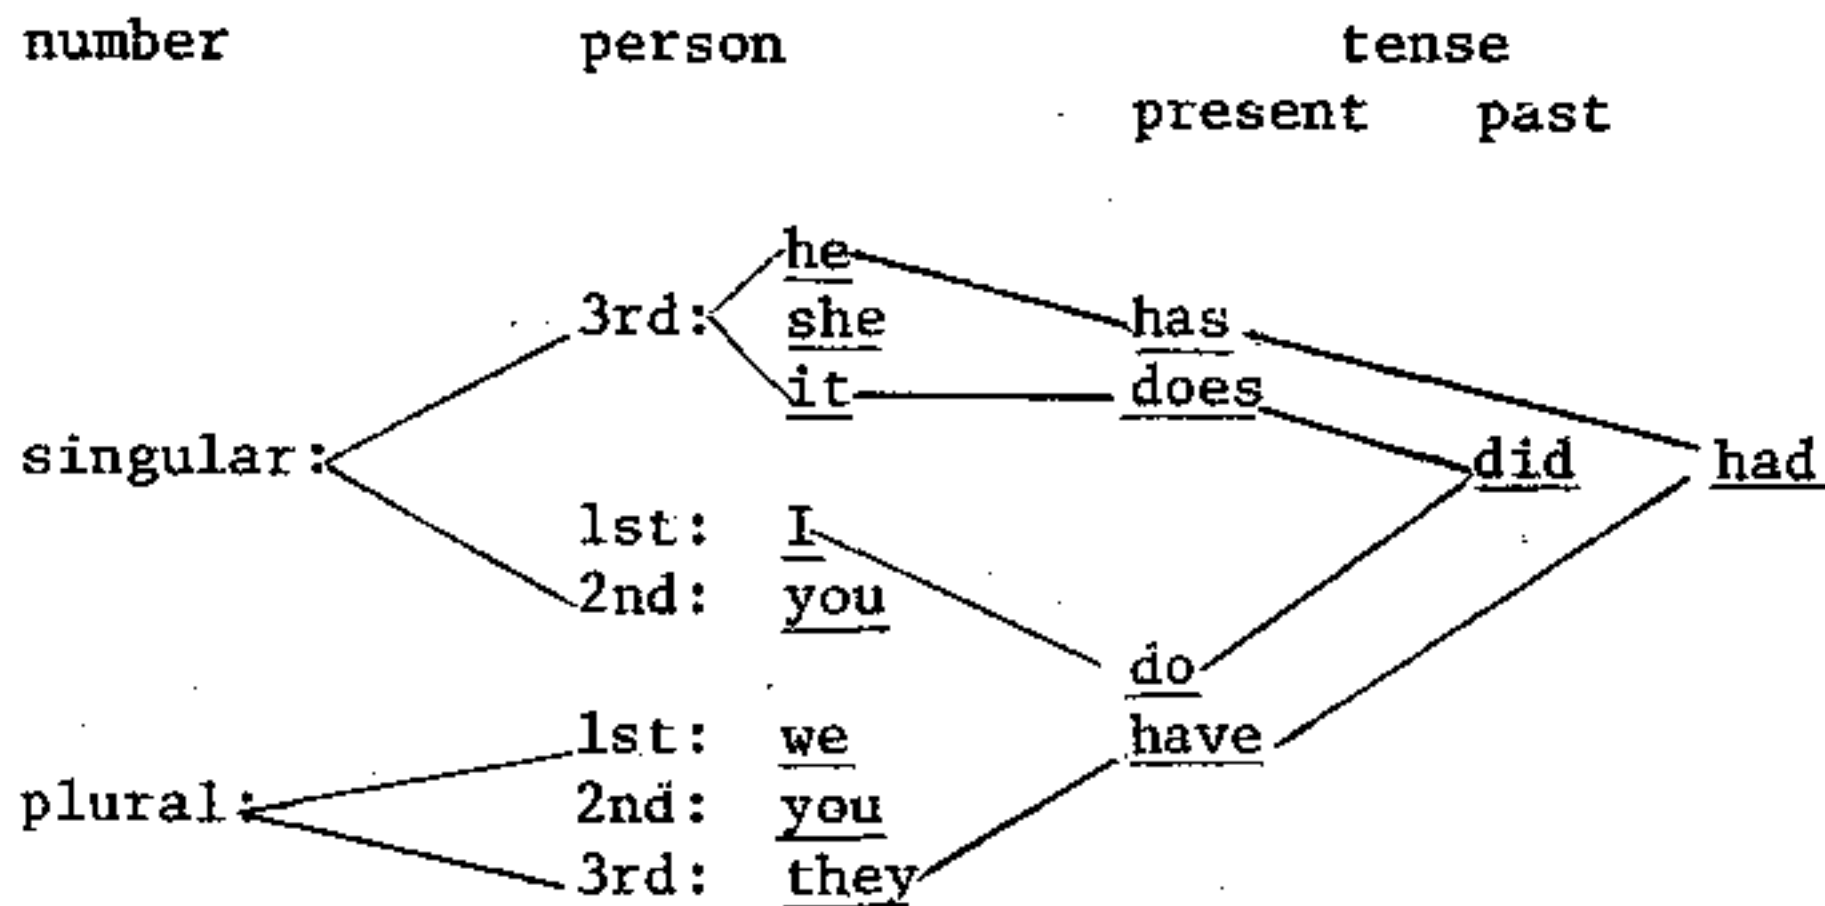 number person tense
present past
he
3rd: she has
it does
singular: did had
1st: I
2nd: you
do
1st: we have
plural: 2nd: you
3rd: they